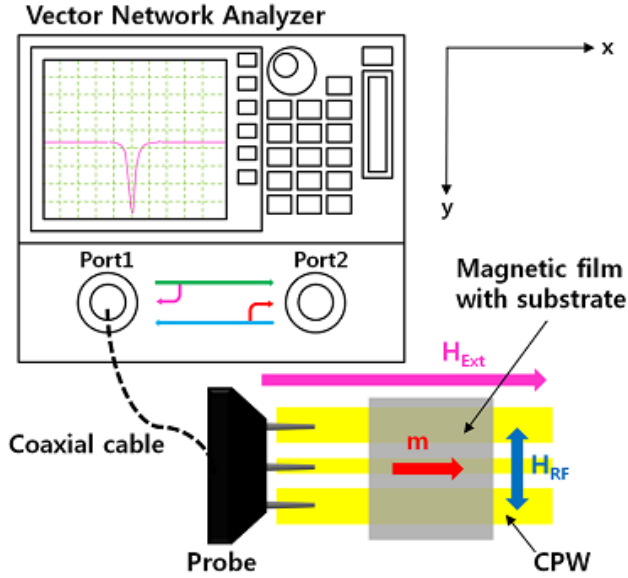 Vector Network Analyzer
x
y
Port1
Port2
Magnetic film
with substrate
HExt
Coaxial cable
m
HRF
Probe
CPW